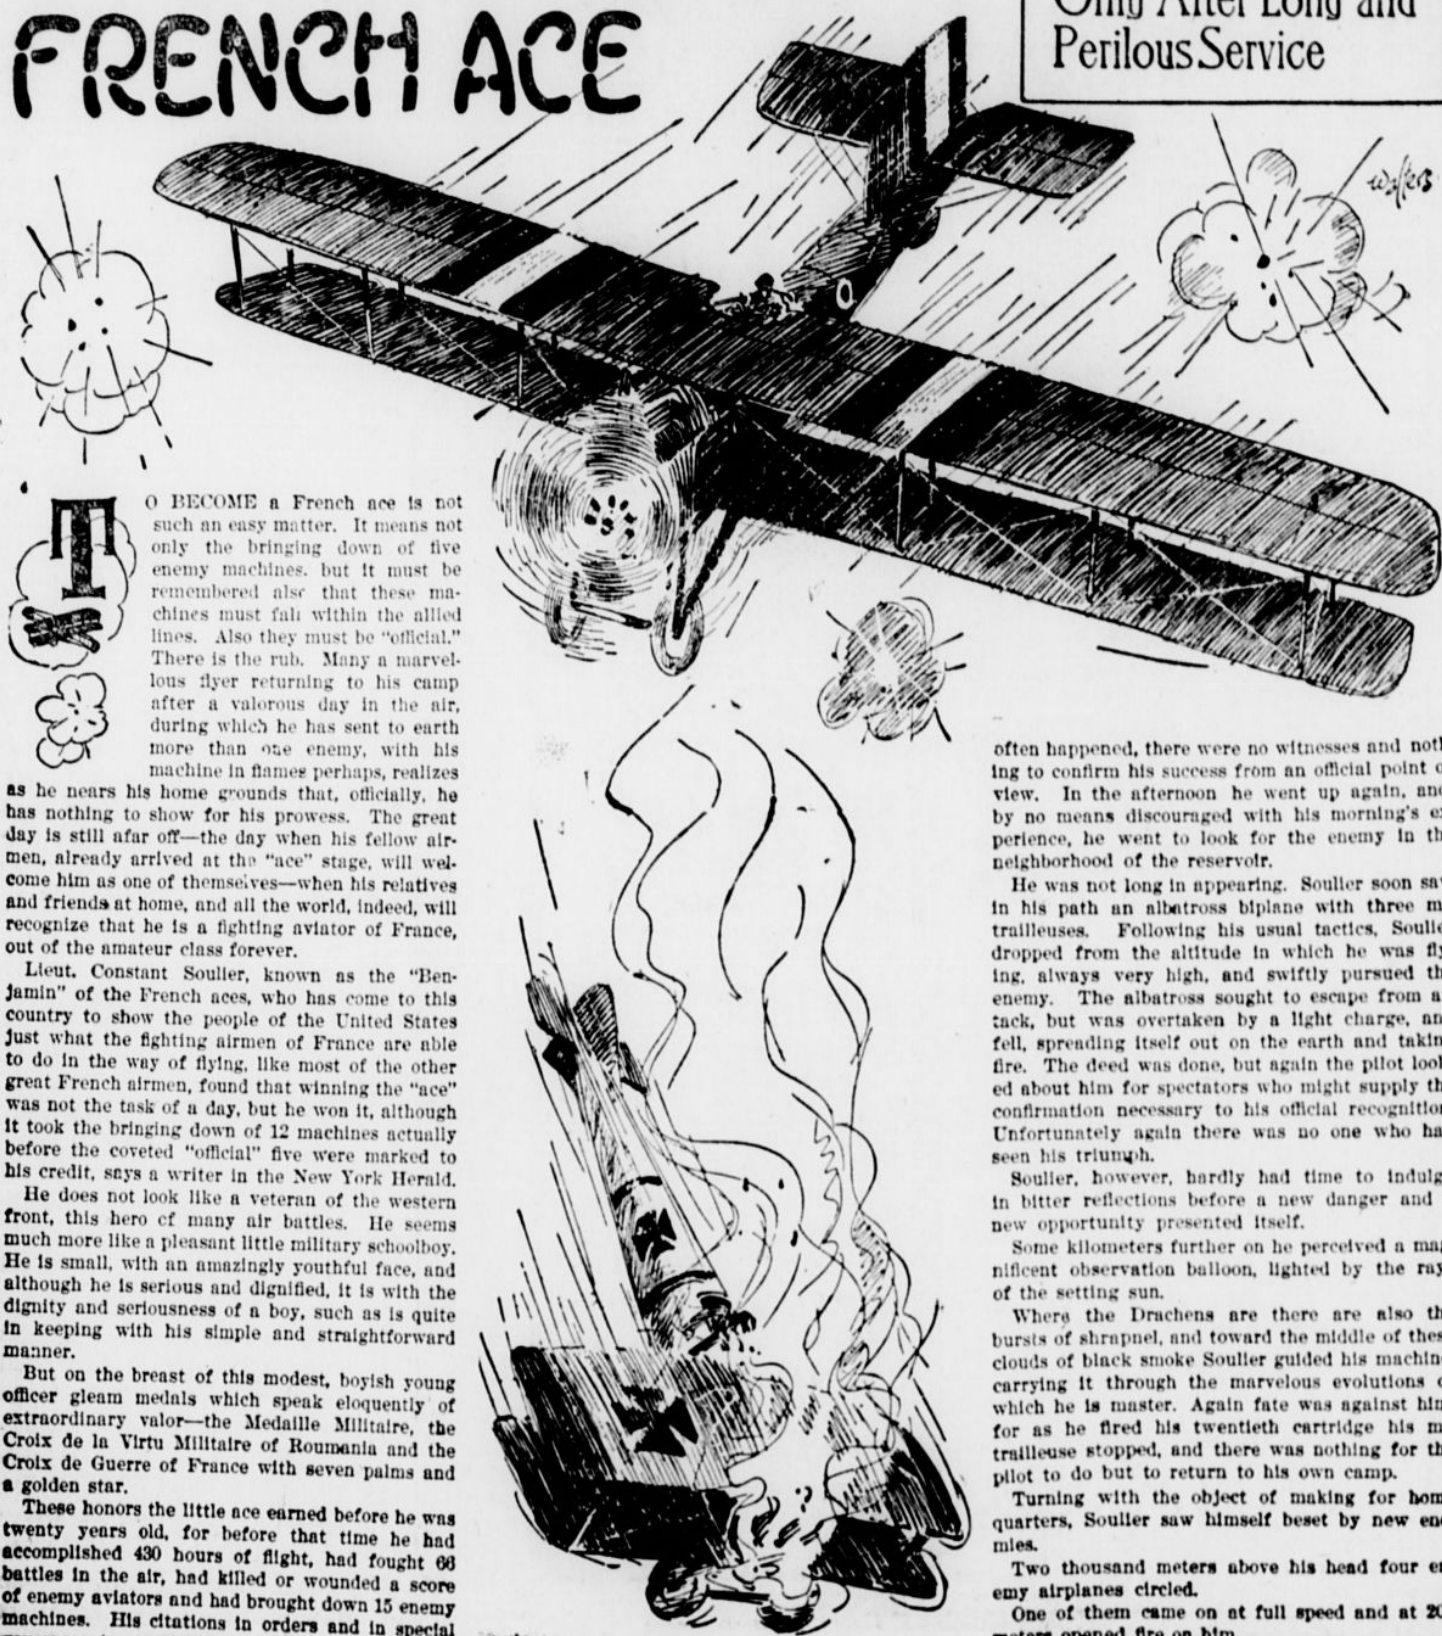 FRENCH ACE
Only After Long and
Perilous Service
Walters
TO BECOME a French ace is not
such an easy matter. It means not
only the bringing down of five
enemy machines. but it must be
remembered alsc that these ma-
chines must fall within the allied
lines. Also they must be "official."
There is the rub. Many a marvel-
lous flyer returning to his camp
after a valorous day in the air,
during which he has sent to earth
more than one enemy, with his
machine in flames perhaps, realizes
as he nears his home grounds that, officially, he
has nothing to show for his prowess. The great
day is still afar off—the day when his fellow air-
men, already arrived at the "ace" stage, will wel-
come him as one of themselves—when his relatives
and friends at home, and all the world, indeed, will
recognize that he is a fighting aviator of France,
out of the amateur class forever.
Lieut. Constant Soulier, known as the "Ben-
jamin" of the French aces, who has come to this
country to show the people of the United States
just what the fighting airmen of France are able
to do in the way of flying, like most of the other
great French airmen, found that winning the "ace"
was not the task of a day, but he won it, although
it took the bringing down of 12 machines actually
before the coveted "official" five were marked to
his credit, says a writer in the New York Herald.
He does not look like a veteran of the western
front, this hero of many air battles. He seems
much more like a pleasant little military schoolboy.
He is small, with an amazingly youthful face, and
although he is serious and dignified, it is with the
dignity and seriousness of a boy, such as is quite
in keeping with his simple and straightforward
manner.
But on the breast of this modest, boyish young
officer gleam medals which speak eloquently of
extraordinary valor—the Medaille Militaire, the
Croix de la Virtu Militaire of Roumania and the
Croix de Guerre of France with seven palms and
a golden star.
These honors the little ace earned before he was
twenty years old, for before that time he had
accomplished 430 hours of flight, had fought 66
battles in the air, had killed or wounded a score
of enemy aviators and had brought down 15 enemy
machines. His citations in orders and in special
often happened, there were no witnesses and noth
ing to confirm his success from an official point o
view. In the afternoon he went up again, and
by no means discouraged with his morning's ex
perience, he went to look for the enemy in th
neighborhood of the reservoir.
He was not long in appearing. Soulier soon sa
in his path an albatross biplane with three m
trailleuses. Following his usual tactics, Soulie
dropped from the altitude in which he was fly
ing, always very high, and swiftly pursued th
enemy. The albatross sought to escape from a
tack, but was overtaken by a light charge, an
fell, spreading itself out on the earth and takin
fire. The deed was done, but again the pilot look
ed about him for spectators who might supply th
confirmation necessary to his official recognition
Unfortunately again there was no one who ha
seen his triumph.
Soulier, however, hardly had time to indulg
in bitter reflections before a new danger and
new opportunity presented itself.
Some kilometers further on he perceived a mag
nificent observation balloon, lighted by the ray
of the setting sun.
Where the Drachens are there are also th
bursts of shrapnel, and toward the middle of thes
clouds of black smoke Soulier guided his machin
carrying it through the marvelous evolutions o
which he is master. Again fate was against him
for as he fired his twentieth cartridge his m
trailleuse stopped, and there was nothing for th
pilot to do but to return to his own camp.
Turning with the object of making for hom
quarters, Soulier saw himself beset by new ene
mies.
Two thousand meters above his head four en
emy airplanes circled.
One of them came on at full speed and at 20
meters opened fire on him